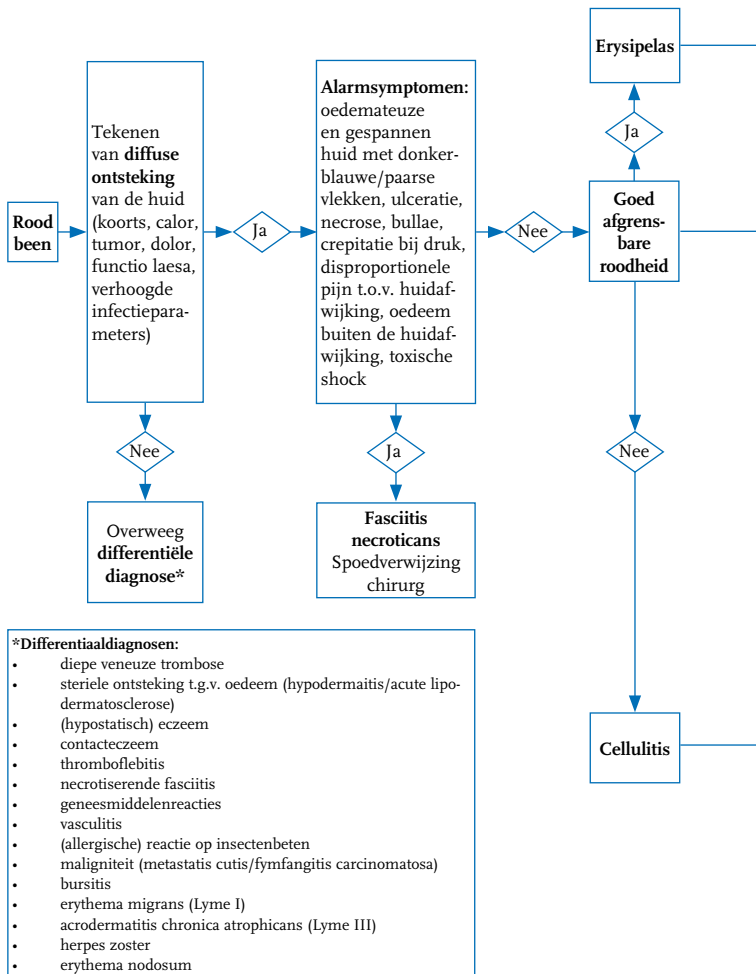 Rood
been
Tekenen
van diffuse
ontsteking
van de huid
(koorts, calor,
tumor, dolor,
functio laesa,
verhoogde
infectiepara-
meters)
Ja
Nee
Overweeg
differentiële
diagnose*
Alarmsymptomen:
oedemateuze
en gespannen
huid met donker-
blauwe/paarse
vlekken, ulceratie,
necrose, bullae,
crepitatie bij druk,
disproportionele
pijn t.o.v. huidaf-
wijking, oedeem
buiten de huidaf-
wijking, toxische
shock
Ja
Fasciitis
necroticans
Spoedverwijzing
chirurg
Nee
Goed
afgrens-
bare
roodheid
Ja
Erysipelas
Nee
Cellulitis
*Differentiaaldiagnosen:
• diepe veneuze trombose
• steriele ontsteking t.g.v. oedeem (hypodermaitis/acute lipo-
dermatosclerose)
• (hypostatisch) eczeem
• contacteczeem
• tromboflebitis
• necrotiserende fasciitis
• geneesmiddelenreacties
• vasculitis
• (allergische) reactie op insectenbeten
• maligniteit (metastatis cutis/fymfangitis carcinomatosa)
• bursitis
• erythema migrans (Lyme I)
• acrodermatitis chronica atrophicans (Lyme III)
• herpes zoster
• erythema nodosum